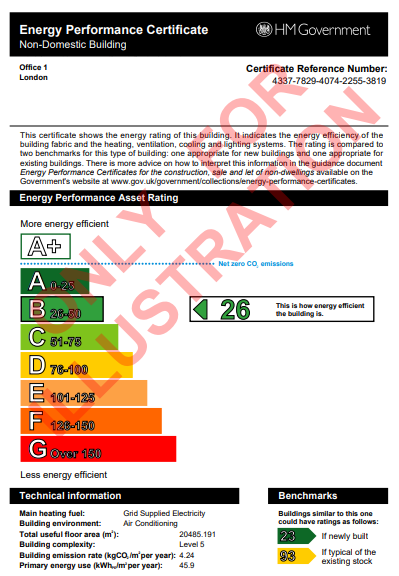 Energy Performance Certificate
Non-Domestic Building
HM Government
Office 1
London
Certificate Reference Number:
4337-7829-4074-2255-3819
This certificate shows the energy rating of this building. It indicates the energy efficiency of the
building fabric and the heating, ventilation, cooling and lighting systems. The rating is compared to
two benchmarks for this type of building: one appropriate for new buildings and one appropriate for
existing buildings. There is more advice on how to interpret this information in the guidance document
Energy Performance Certificates for the construction, sale and let of non-dwellings available on the
Government's website at www.gov.uk/government/collections/energy-performance-certificates.
Energy Performance Asset Rating
More energy efficient
A+
Net zero CO₂ emissions
A 0-25
B 26-50
26
This is how energy efficient
the building is.
C 51-75
D 76-100
E 101-125
F 126-150
G Over 150
Less energy efficient
ONLY FOR
ILLUSTRATION
Technical information
Main heating fuel: Grid Supplied Electricity
Building environment: Air Conditioning
Total useful floor area (m²): 20485.191
Building complexity: Level 5
Building emission rate (kgCO₂/m²per year): 4.24
Primary energy use (kWhₚₑ/m²per year): 45.9
Benchmarks
Buildings similar to this one
could have ratings as follows:
23 If newly built
93 If typical of the
existing stock